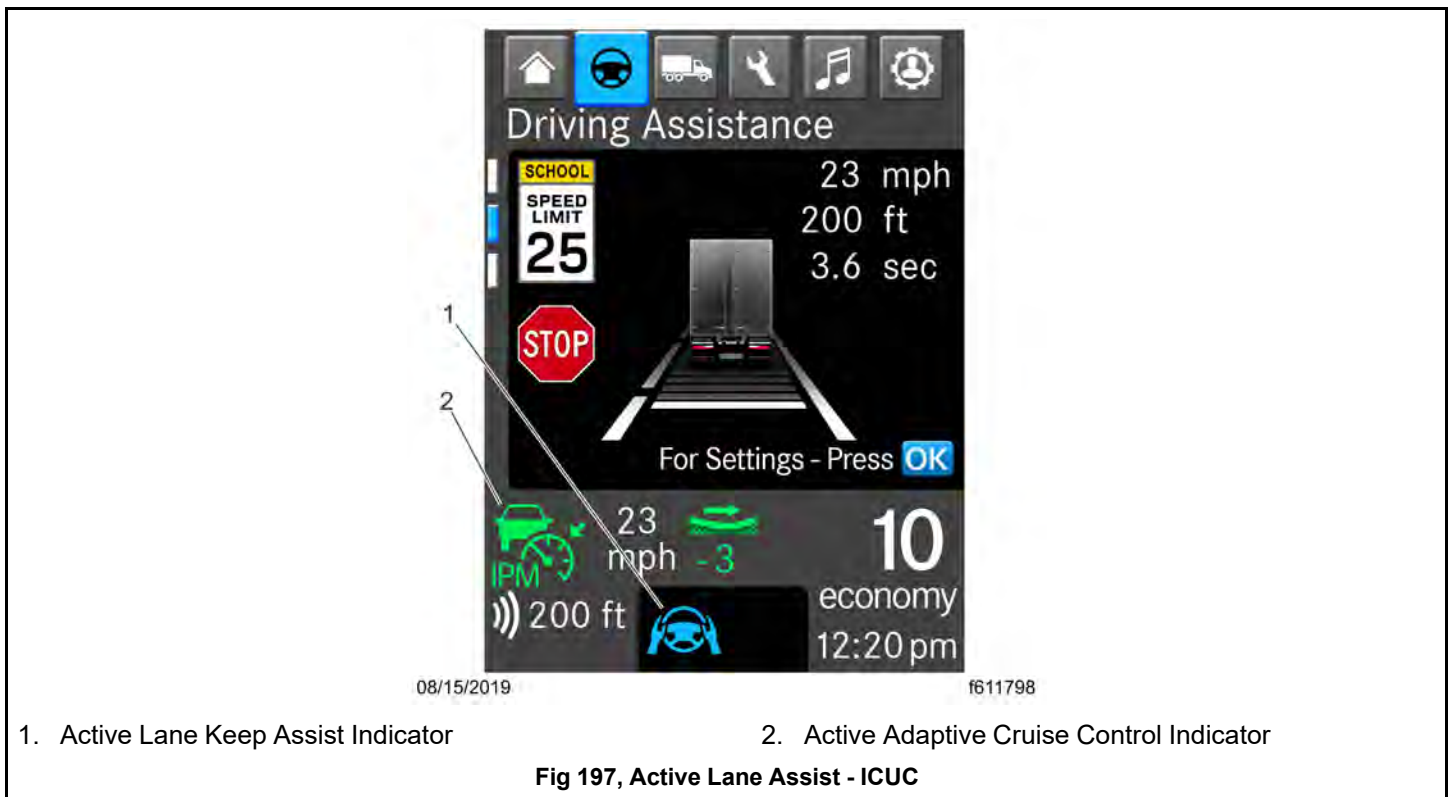 Driving Assistance
SCHOOL
SPEED
LIMIT
25
23 mph
200 ft
3.6 sec
STOP
For Settings - Press OK
1
2
IPM
23
mph
-3
10
economy
200 ft
12:20 pm
08/15/2019
f611798
1. Active Lane Keep Assist Indicator
2. Active Adaptive Cruise Control Indicator
Fig 197, Active Lane Assist - ICUC